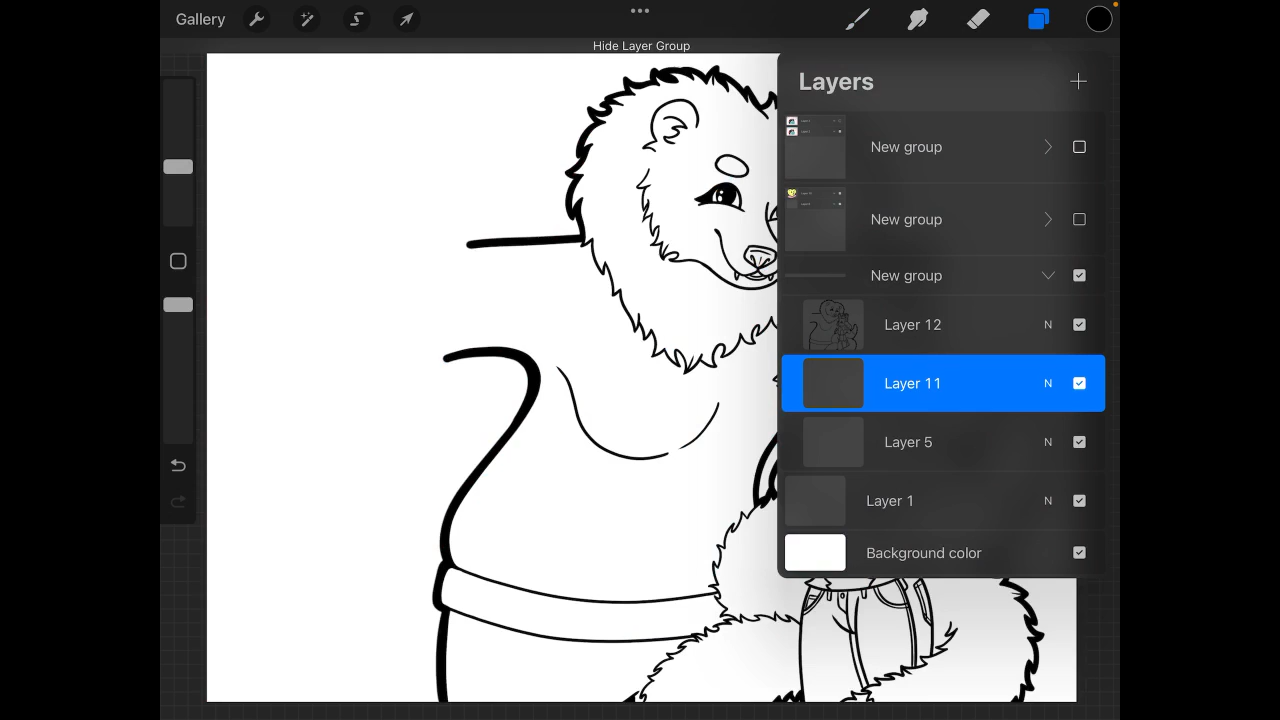 Gallery
Hide Layer Group
Layers
New group
New group
New group
Layer 12 N
Layer 11 N
Layer 5 N
Layer 1 N
Background color